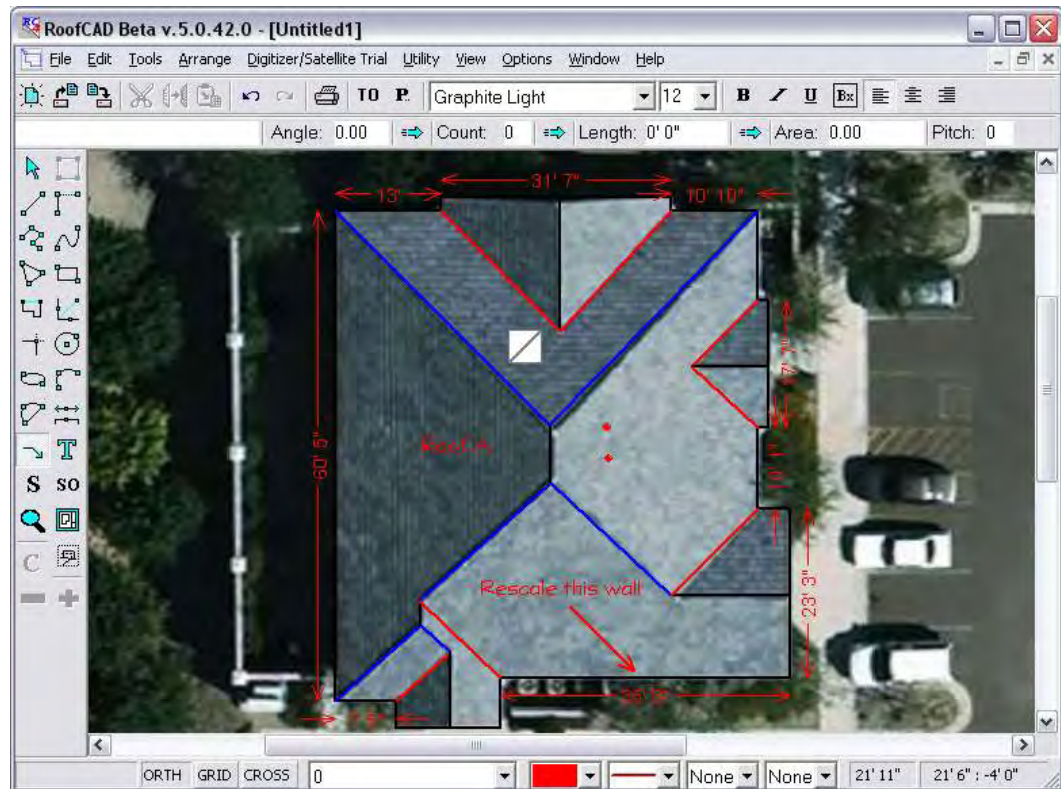 RoofCAD Beta v.5.0.42.0 - [Untitled1]
File Edit Tools Arrange Digitizer/Satellite Trial Utility View Options Window Help
TO P. Graphite Light 12 B I U Bx
Angle: 0.00 Count: 0 Length: 0' 0" Area: 0.00 Pitch: 0
31' 7"
13' 10' 10"
Roof A
60' 5"
10' 1"
T
S SO
Rescale this wall
23' 3"
C
ORTH GRID CROSS 0 None None 21' 11" 21' 6" : -4' 0"